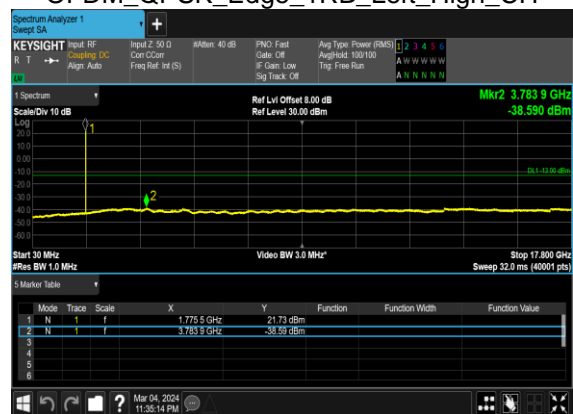 Spectrum Analyzer 1
Swept SA
KEYSIGHT
R T
Input: RF
Coupling: DC
Align: Auto
Input Z: 50 Ω
Corr CCorr
Freq Ref: Int (S)
#Atten: 40 dB
PNO: Fast
Gate: Off
IF Gain: Low
Sig Track: Off
Avg Type: Power (RMS)
Avg|Hold: 100/100
Trig: Free Run
1 2 3 4 5 6
A W W W W W
A N N N N N
1 Spectrum
Scale/Div 10 dB
Log
Ref Lvl Offset 8.00 dB
Ref Level 30.00 dBm
Mkr2 3.783 9 GHz
-38.590 dBm
20.0
10.0
0.00
-10.0
-20.0
-30.0
-40.0
-50.0
-60.0
1
2
DL1 -13.00 dBm
Start 30 MHz
#Res BW 1.0 MHz
Video BW 3.0 MHz*
Stop 17.800 GHz
Sweep 32.0 ms (40001 pts)
5 Marker Table
Mode Trace Scale X Y Function Function Width Function Value
1 N 1 f 1.775 5 GHz 21.73 dBm
2 N 1 f 3.783 9 GHz -38.59 dBm
3
4
5
6
?
Mar 04, 2024
11:35:14 PM